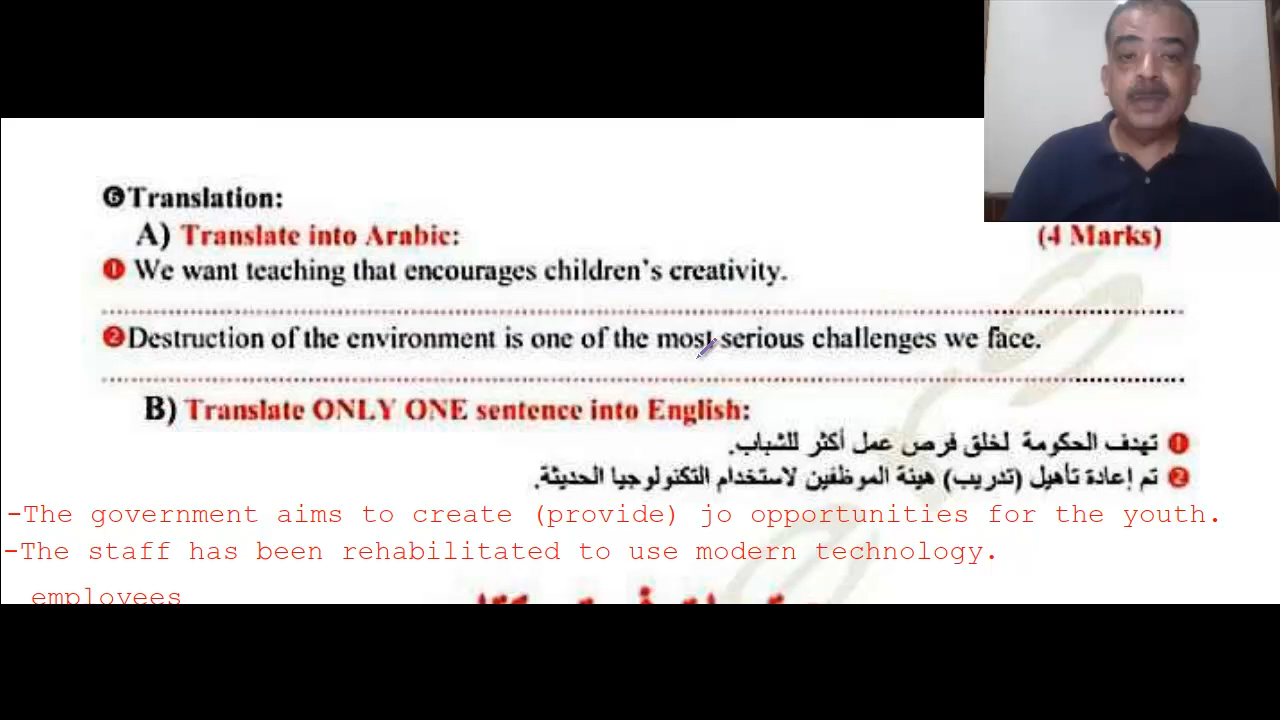 ❻Translation:
A) Translate into Arabic:
(4 Marks)
❶ We want teaching that encourages children's creativity.
❷Destruction of the environment is one of the most serious challenges we face.
B) Translate ONLY ONE sentence into English:
❶ تهدف الحكومة لخلق فرص عمل أكثر للشباب.
❷ تم إعادة تأهيل (تدريب) هيئة الموظفين لاستخدام التكنولوجيا الحديثة.
-The government aims to create (provide) jo opportunities for the youth.
-The staff has been rehabilitated to use modern technology.
employees